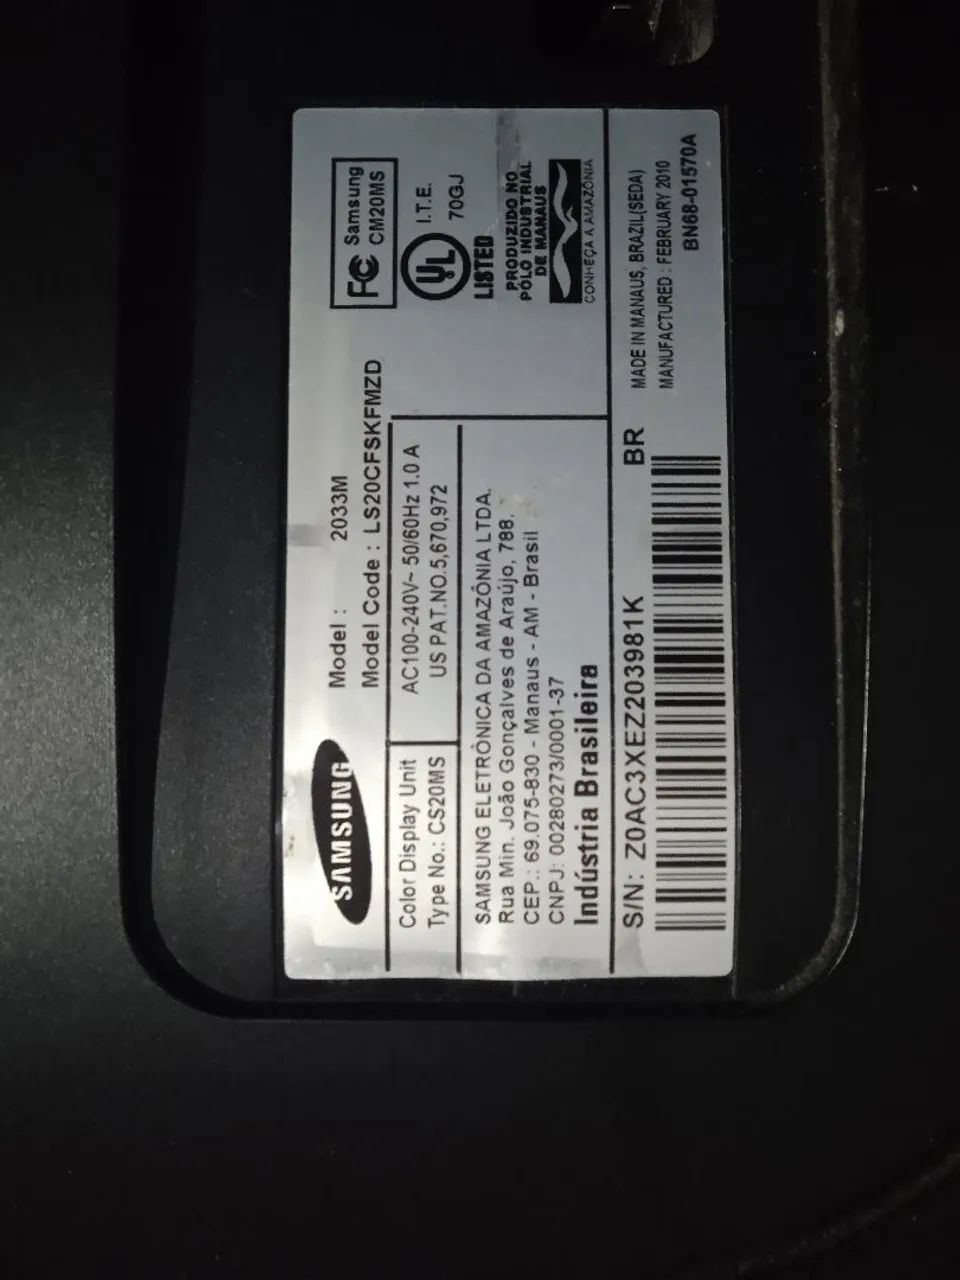 SAMSUNG
Model : 2033M
Model Code : LS20CFSKFMZD
FC Samsung
CM20MS
Color Display Unit
Type No.: CS20MS
AC100-240V~ 50/60Hz 1.0 A
US PAT.NO.5,670,972
UL I.T.E.
70GJ
LISTED
SAMSUNG ELETRÔNICA DA AMAZÔNIA LTDA.
Rua Min. João Gonçalves de Araújo, 788.
CEP.: 69.075-830 - Manaus - AM - Brasil
CNPJ: 00280273/0001-37
Indústria Brasileira
PRODUZIDO NO
PÓLO INDUSTRIAL
DE MANAUS
CONHEÇA A AMAZÔNIA
S/N: Z0AC3XEZ203981K BR
MADE IN MANAUS, BRAZIL(SEDA)
MANUFACTURED : FEBRUARY 2010
BN68-01570A